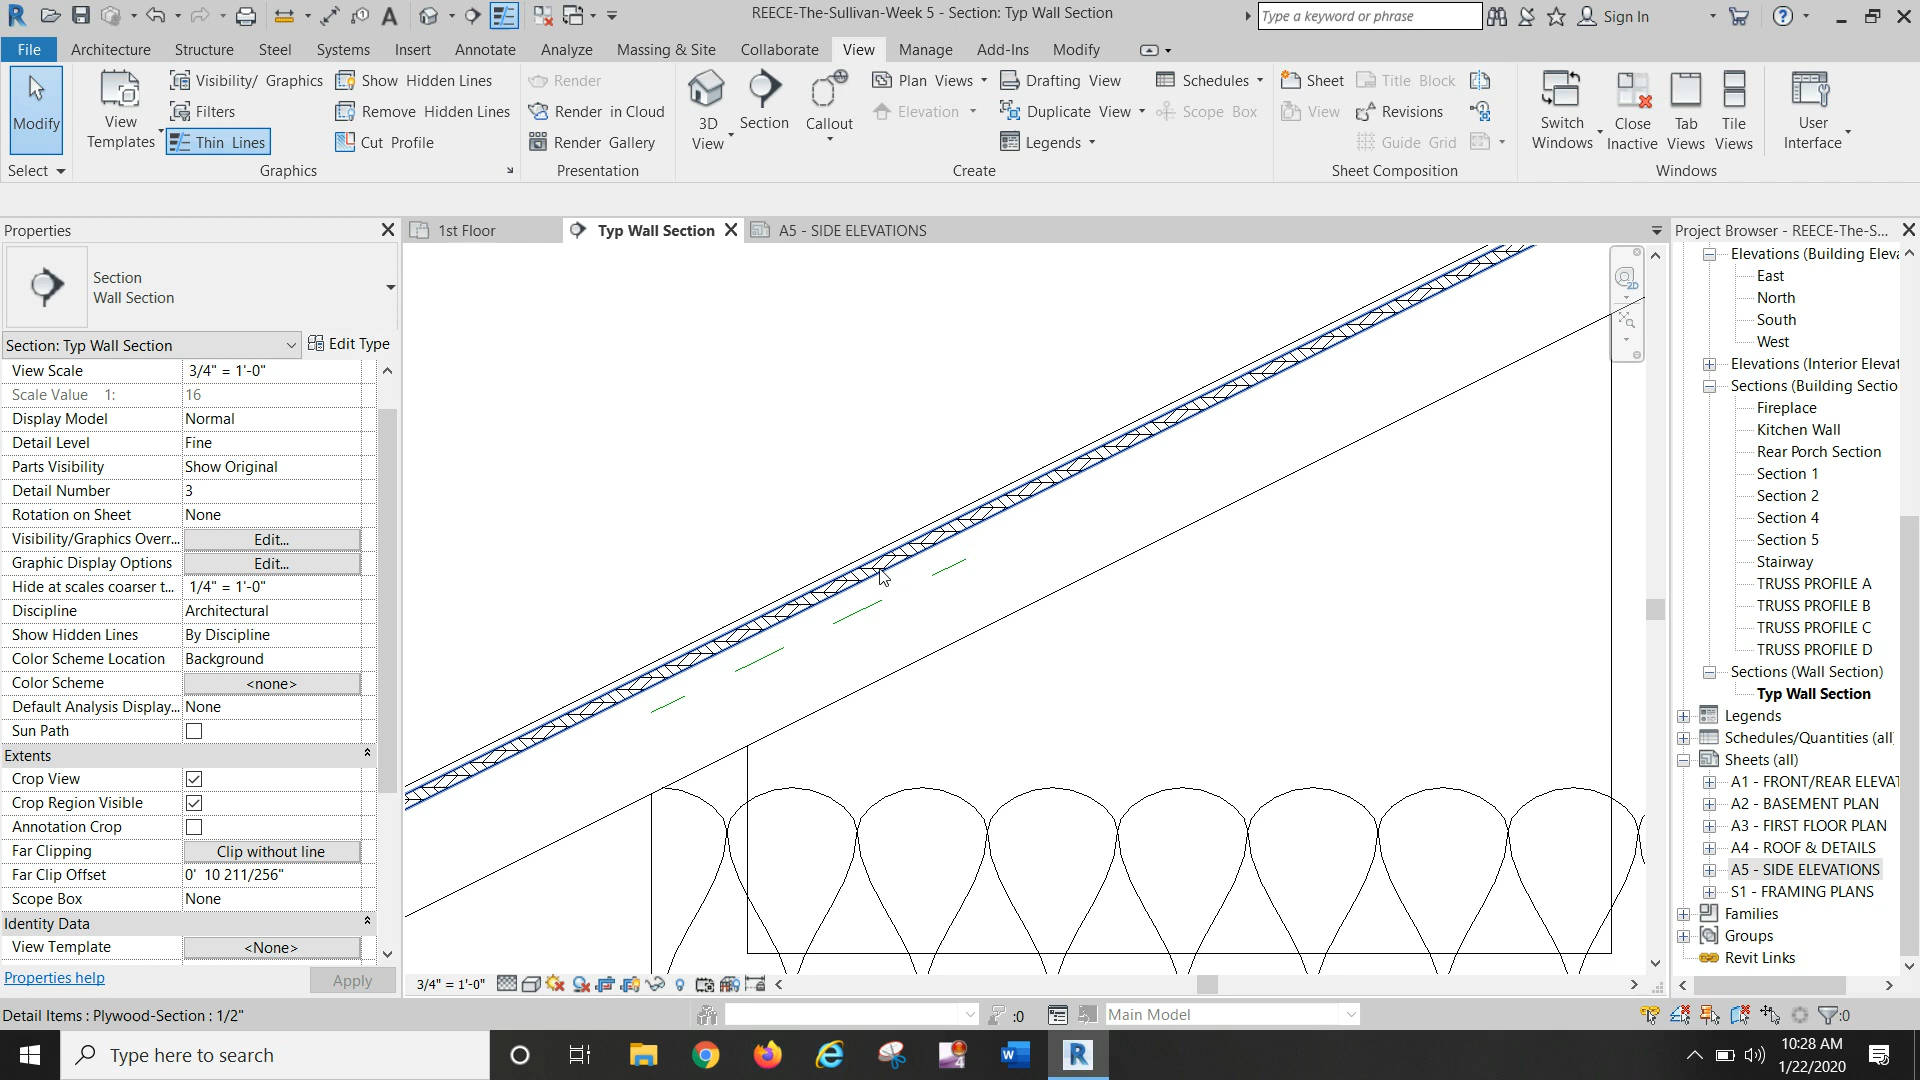 REECE-The-Sullivan-Week 5 - Section: Typ Wall Section
Type a keyword or phrase
Sign In
File Architecture Structure Steel Systems Insert Annotate Analyze Massing & Site Collaborate View Manage Add-Ins Modify
Modify
View Templates
Visibility/ Graphics
Filters
Thin Lines
Show Hidden Lines
Remove Hidden Lines
Cut Profile
Render
Render in Cloud
Render Gallery
3D View
Section
Callout
Plan Views
Elevation
Drafting View
Duplicate View
Legends
Schedules
Scope Box
Sheet
View
Title Block
Revisions
Guide Grid
Switch Windows
Close Inactive
Tab Views
Tile Views
User Interface
Select Graphics Presentation Create Sheet Composition Windows
Properties
1st Floor
Typ Wall Section
A5 - SIDE ELEVATIONS
Project Browser - REECE-The-S...
Section
Wall Section
Section: Typ Wall Section
Edit Type
View Scale 3/4" = 1'-0"
Scale Value 1: 16
Display Model Normal
Detail Level Fine
Parts Visibility Show Original
Detail Number 3
Rotation on Sheet None
Visibility/Graphics Overr... Edit...
Graphic Display Options Edit...
Hide at scales coarser t... 1/4" = 1'-0"
Discipline Architectural
Show Hidden Lines By Discipline
Color Scheme Location Background
Color Scheme <none>
Default Analysis Display... None
Sun Path
Extents
Crop View
Crop Region Visible
Annotation Crop
Far Clipping Clip without line
Far Clip Offset 0' 10 211/256"
Scope Box None
Identity Data
View Template <None>
Properties help
Apply
2D
Elevations (Building Eleva
East
North
South
West
Elevations (Interior Elevat
Sections (Building Sectio
Fireplace
Kitchen Wall
Rear Porch Section
Section 1
Section 2
Section 4
Section 5
Stairway
TRUSS PROFILE A
TRUSS PROFILE B
TRUSS PROFILE C
TRUSS PROFILE D
Sections (Wall Section)
Typ Wall Section
Legends
Schedules/Quantities (all
Sheets (all)
A1 - FRONT/REAR ELEVAT
A2 - BASEMENT PLAN
A3 - FIRST FLOOR PLAN
A4 - ROOF & DETAILS
A5 - SIDE ELEVATIONS
S1 - FRAMING PLANS
Families
Groups
Revit Links
3/4" = 1'-0"
Detail Items : Plywood-Section : 1/2"
:0
Main Model
:0
Type here to search
10:28 AM
1/22/2020